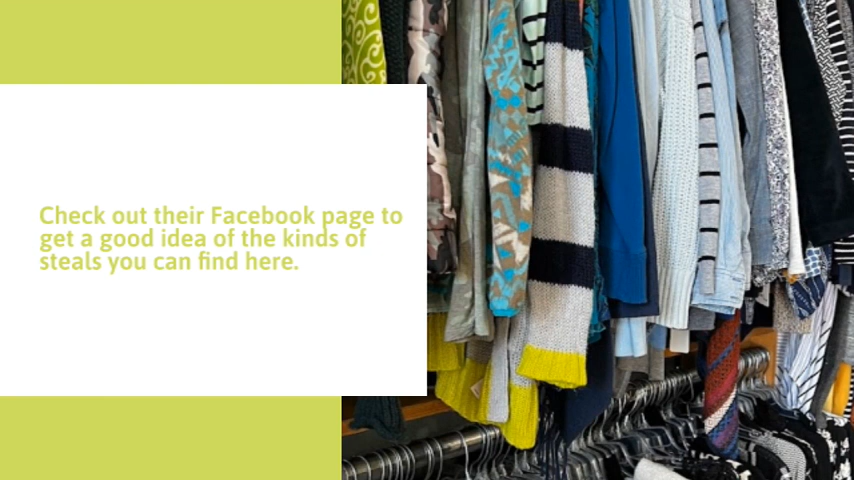 Check out their Facebook page to
get a good idea of the kinds of
steals you can find here.